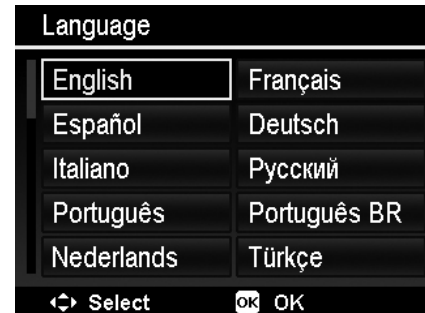 Language
English Français
Español Deutsch
Italiano Русский
Português Português BR
Nederlands Türkçe
Select OK OK